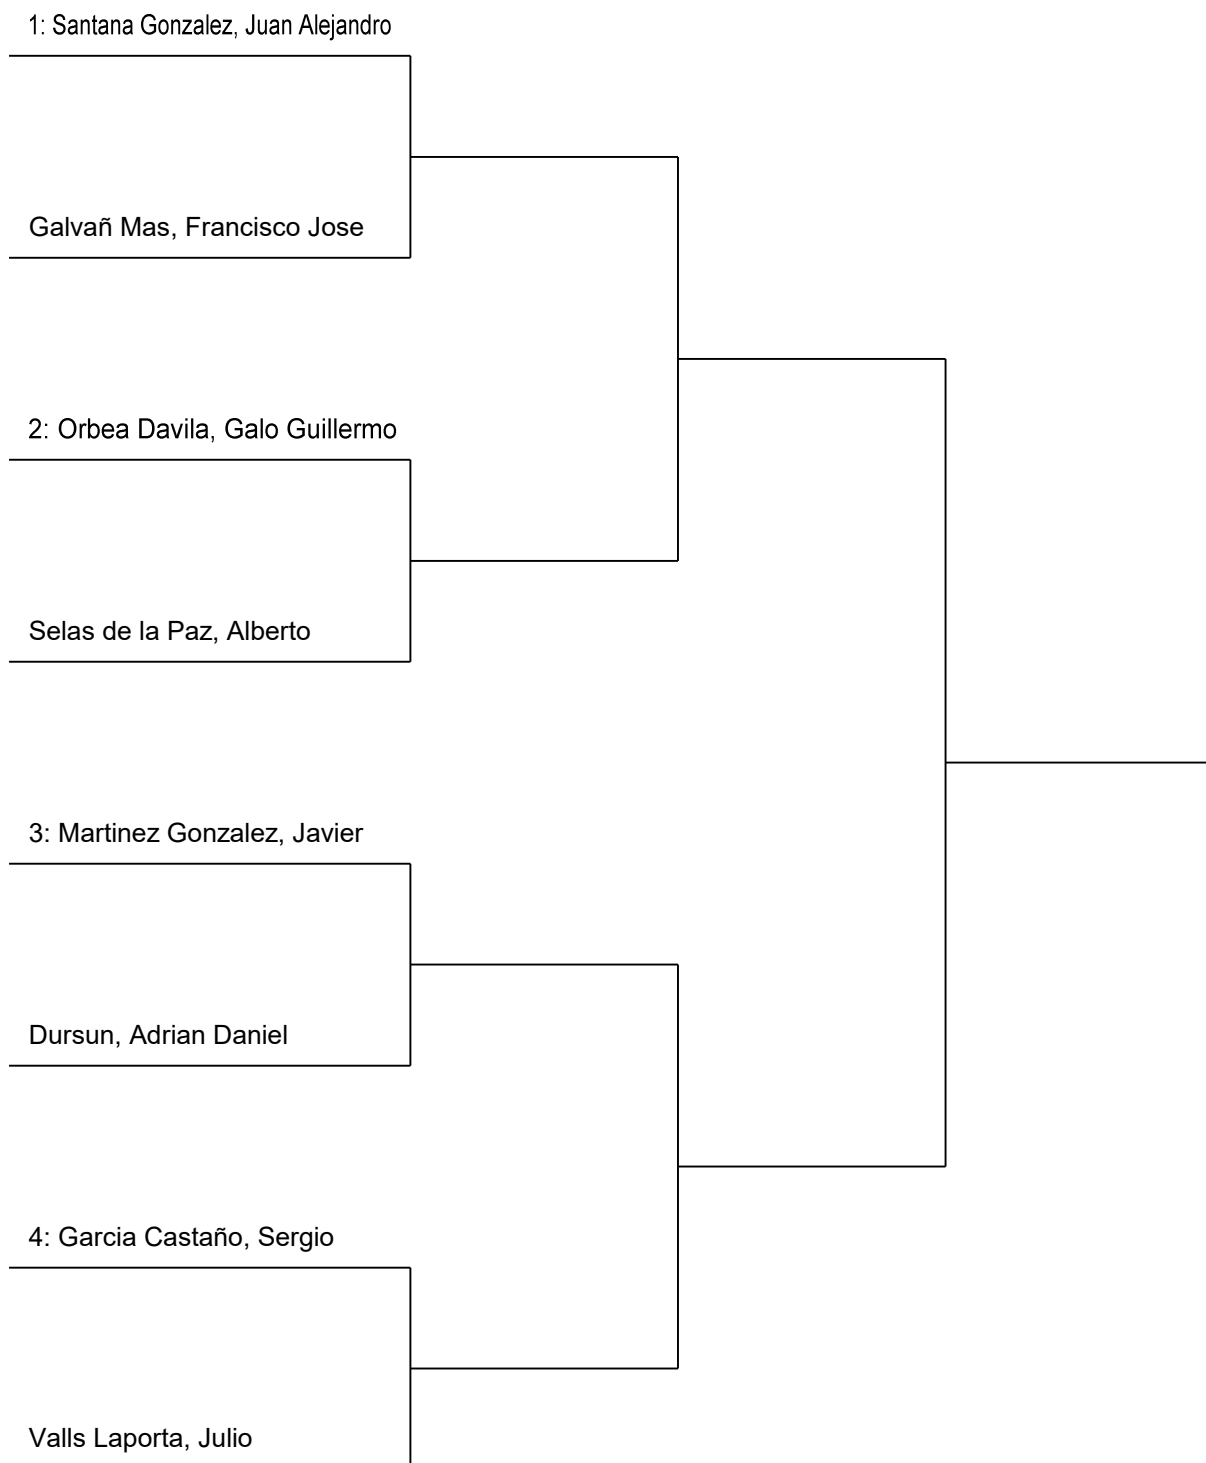 1: Santana Gonzalez, Juan Alejandro
Galvañ Mas, Francisco Jose
2: Orbea Davila, Galo Guillermo
Selas de la Paz, Alberto
3: Martinez Gonzalez, Javier
Dursun, Adrian Daniel
4: Garcia Castaño, Sergio
Valls Laporta, Julio